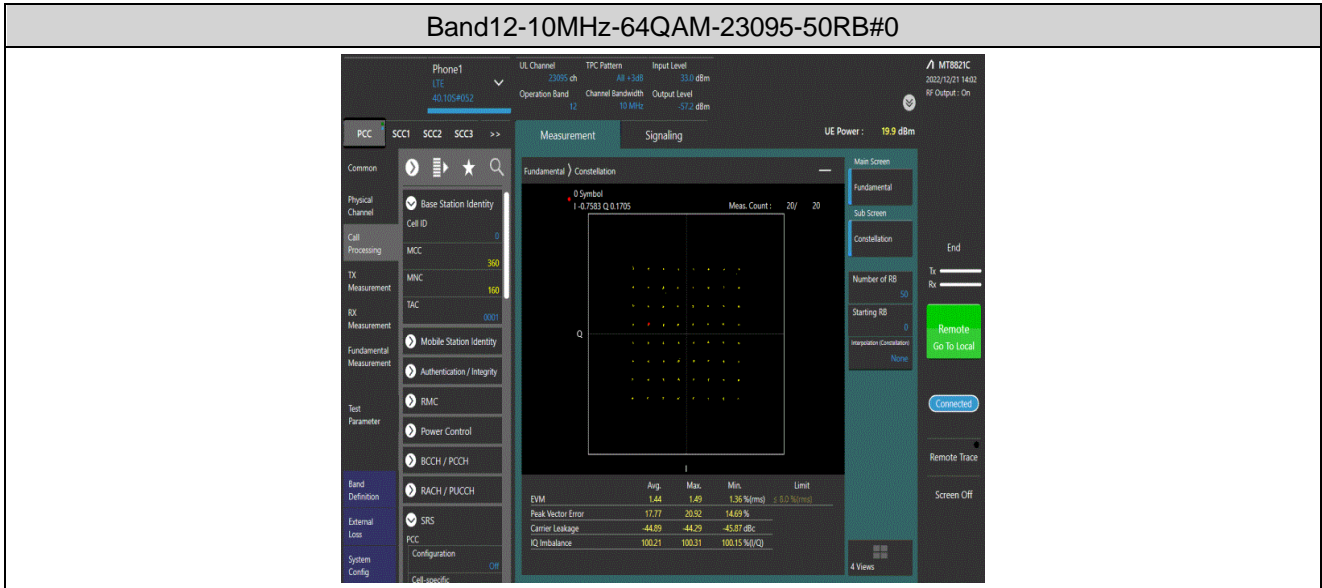 Band12-10MHz-64QAM-23095-50RB#0
Phone1
LTE
40.105#052
UL Channel TPC Pattern Input Level
23095 ch All +3dB 33.0 dBm
Operation Band Channel Bandwidth Output Level
12 10 MHz -57.2 dBm
MT8821C
2022/12/21 14:02
RF Output : On
PCC SCC1 SCC2 SCC3 >>
Measurement Signaling
UE Power : 19.9 dBm
Common
Physical
Channel
Call
Processing
TX
Measurement
RX
Measurement
Fundamental
Measurement
Test
Parameter
Band
Definition
External
Loss
System
Config
Base Station Identity
Cell ID
0
MCC
360
MNC
160
TAC
0001
Mobile Station Identity
Authentication / Integrity
RMC
Power Control
BCCH / PCCH
RACH / PUCCH
SRS
PCC
Configuration
Off
Cell-specific
Fundamental Constellation
0 Symbol
I -0.7583 Q 0.1705 Meas. Count : 20/ 20
Q
I
Avg. Max. Min. Limit
EVM 1.44 1.49 1.36 %(rms) ≤ 8.0 %(rms)
Peak Vector Error 17.77 20.92 14.69 %
Carrier Leakage -44.89 -44.29 -45.87 dBc
IQ Imbalance 100.21 100.31 100.15 %(I/Q)
Main Screen
Fundamental
Sub Screen
Constellation
Number of RB
50
Starting RB
0
Interpolation (Constellation)
None
4 Views
End
Tx
Rx
Remote
Go To Local
Connected
Remote Trace
Screen Off